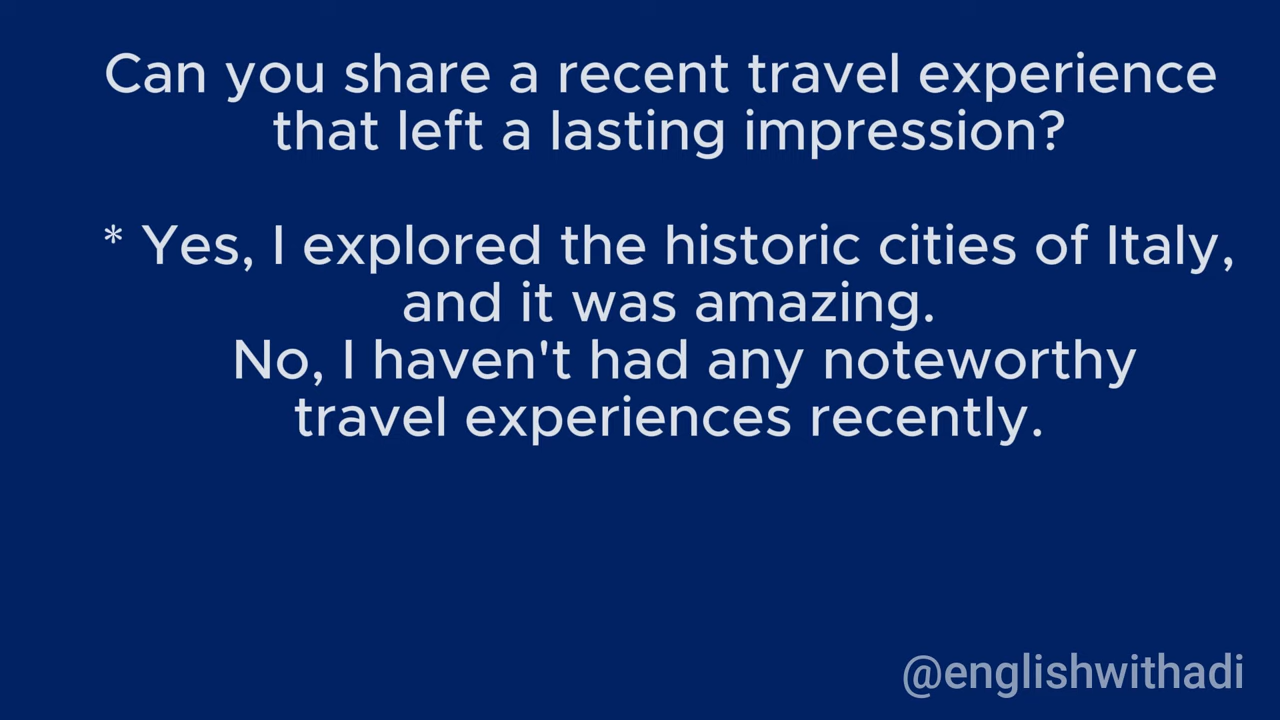 Can you share a recent travel experience
that left a lasting impression?
* Yes, I explored the historic cities of Italy,
and it was amazing.
No, I haven't had any noteworthy
travel experiences recently.
@englishwithadi